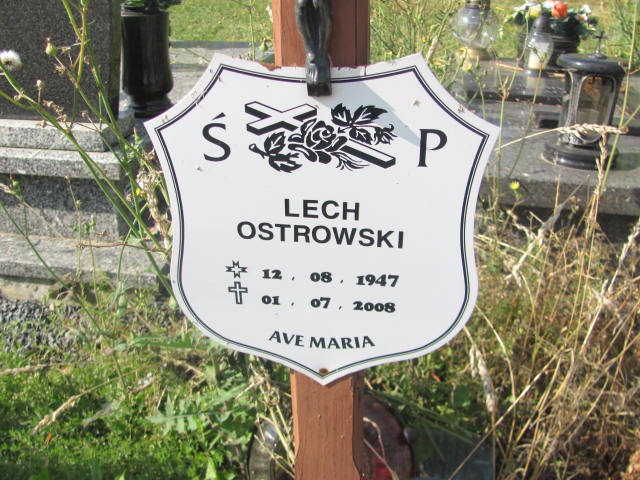 Ś P
LECH
OSTROWSKI
12 . 08 . 1947
01 . 07 . 2008
AVE MARIA